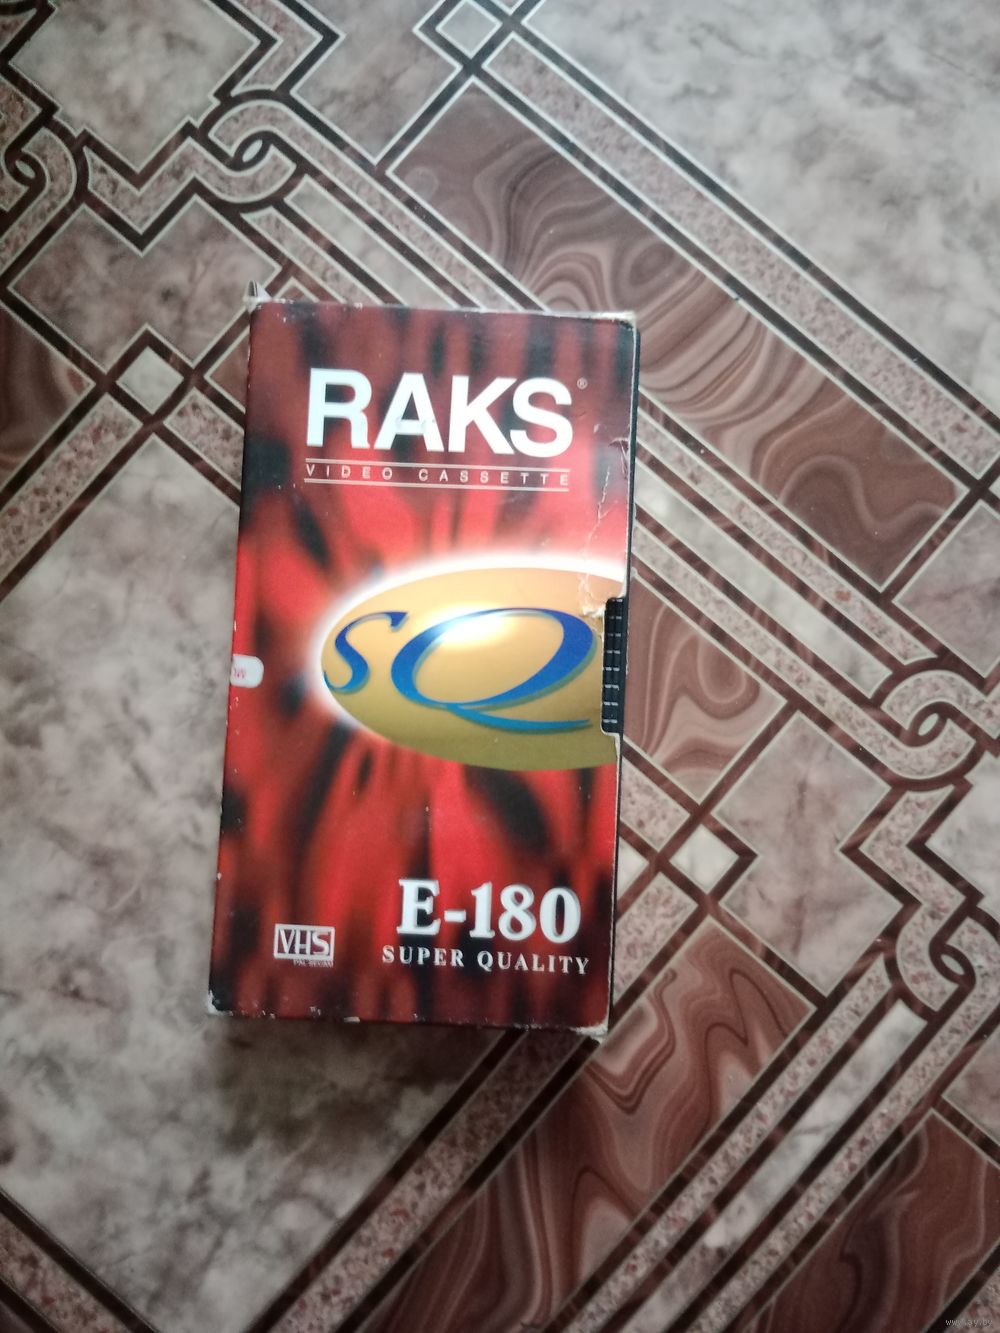 RAKS®
VIDEO CASSETTE
SQ
E-180
SUPER QUALITY
VHS